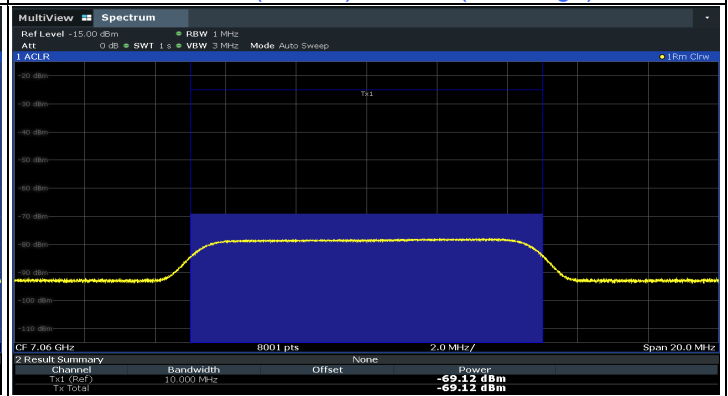 MultiView Spectrum
Ref Level -15.00 dBm RBW 1 MHz
Att 0 dB SWT 1 s VBW 3 MHz Mode Auto Sweep
1 ACLR 1Rm Clrw
-20 dBm
Tx1
-30 dBm
-40 dBm
-50 dBm
-60 dBm
-70 dBm
-80 dBm
-90 dBm
-100 dBm
-110 dBm
CF 7.06 GHz 8001 pts 2.0 MHz/ Span 20.0 MHz
2 Result Summary None
Channel Bandwidth Offset Power
Tx1 (Ref) 10.000 MHz -69.12 dBm
Tx Total -69.12 dBm